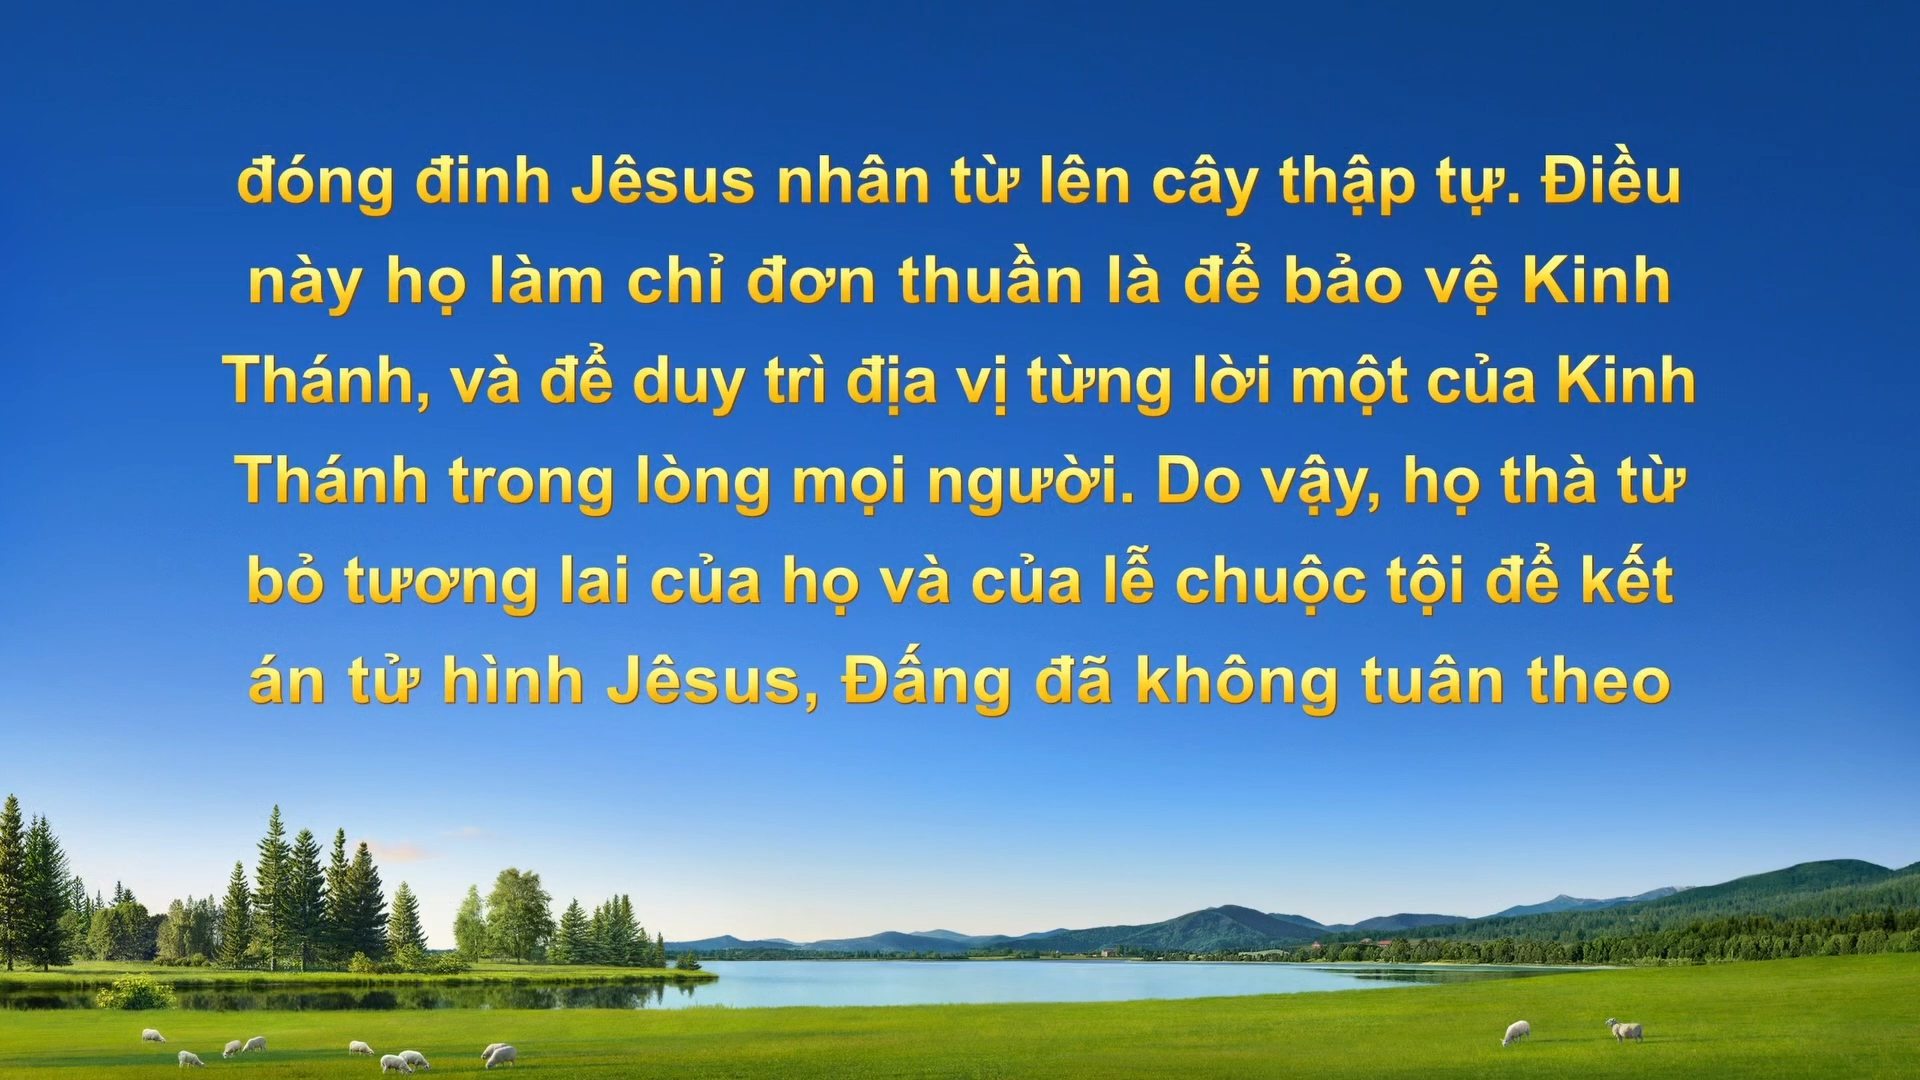 đóng đinh Jêsus nhân từ lên cây thập tự. Điều
này họ làm chỉ đơn thuần là để bảo vệ Kinh
Thánh, và để duy trì địa vị từng lời một của Kinh
Thánh trong lòng mọi người. Do vậy, họ thà từ
bỏ tương lai của họ và của lễ chuộc tội để kết
án tử hình Jêsus, Đấng đã không tuân theo